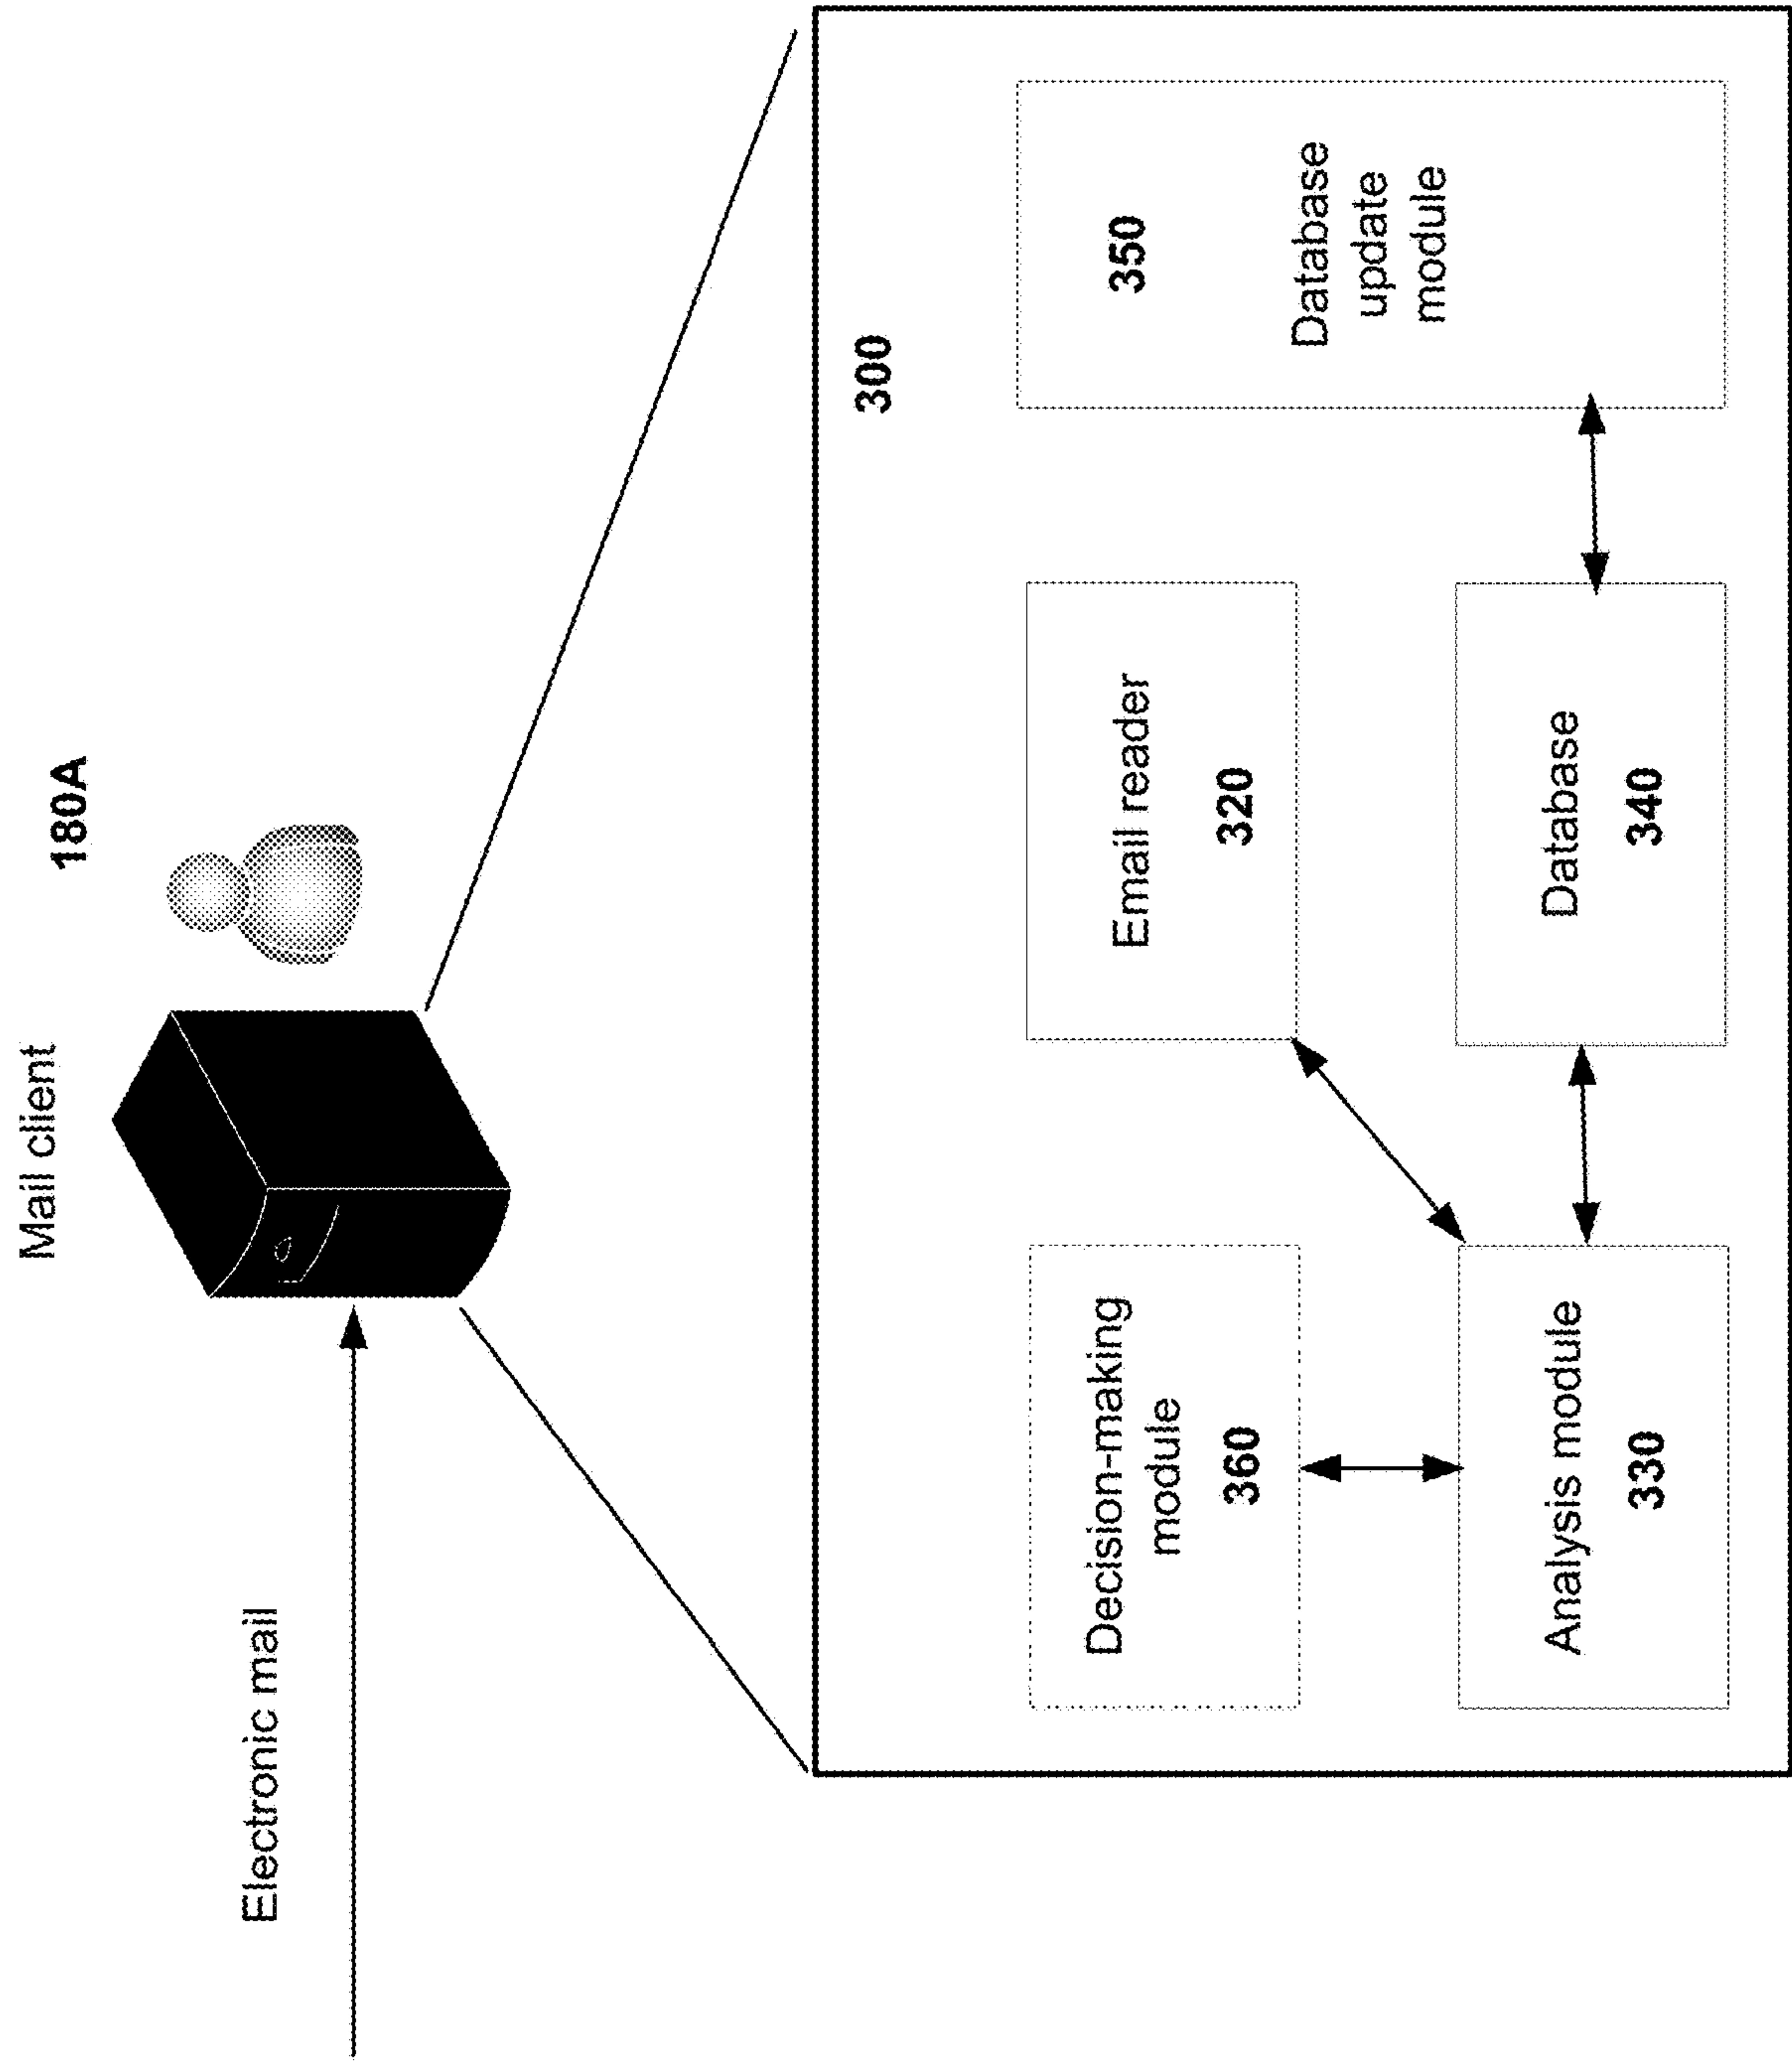 Mail client
180A
Electronic mail
300
Decision-making
module
360
Email reader
320
350
Database
update
module
Analysis module
330
Database
340